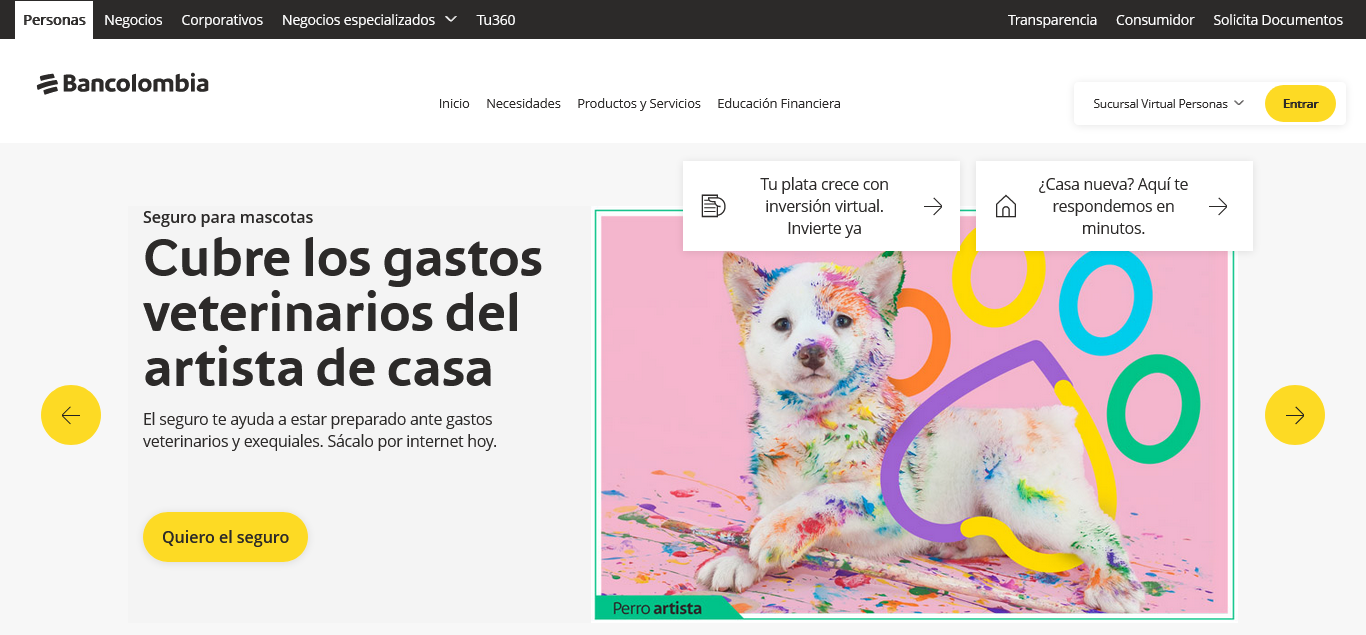 Personas Negocios Corporativos Negocios especializados Tu360 Transparencia Consumidor Solicita Documentos
Bancolombia
Inicio Necesidades Productos y Servicios Educación Financiera Sucursal Virtual Personas Entrar
Tu plata crece con
inversión virtual.
Invierte ya
¿Casa nueva? Aquí te
respondemos en
minutos.
Seguro para mascotas
Cubre los gastos
veterinarios del
artista de casa
El seguro te ayuda a estar preparado ante gastos
veterinarios y exequiales. Sácalo por internet hoy.
Quiero el seguro
Perro artista